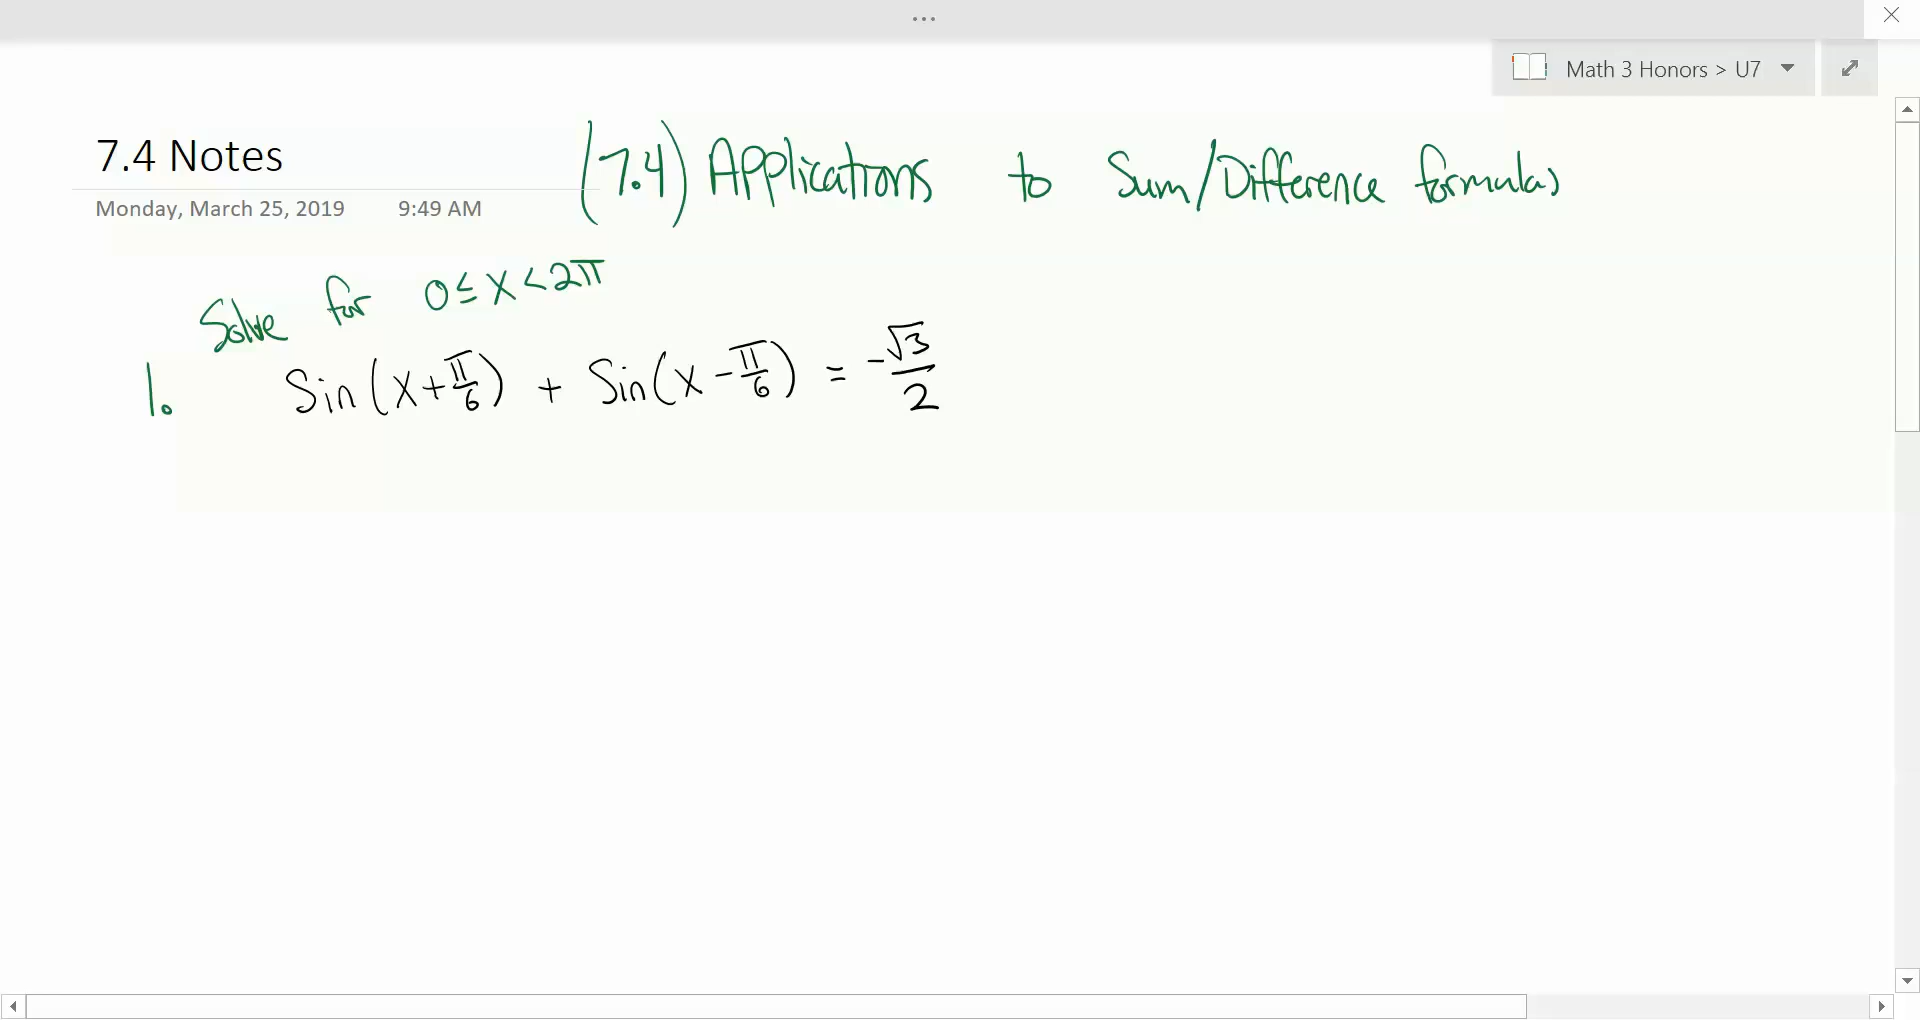 ...
Math 3 Honors > U7
7.4 Notes
(7.4) Applications to Sum/Difference formulas
Monday, March 25, 2019 9:49 AM
Solve for 0 ≤ x < 2π
1. Sin(x + π/6) + Sin(x - π/6) = -√3/2